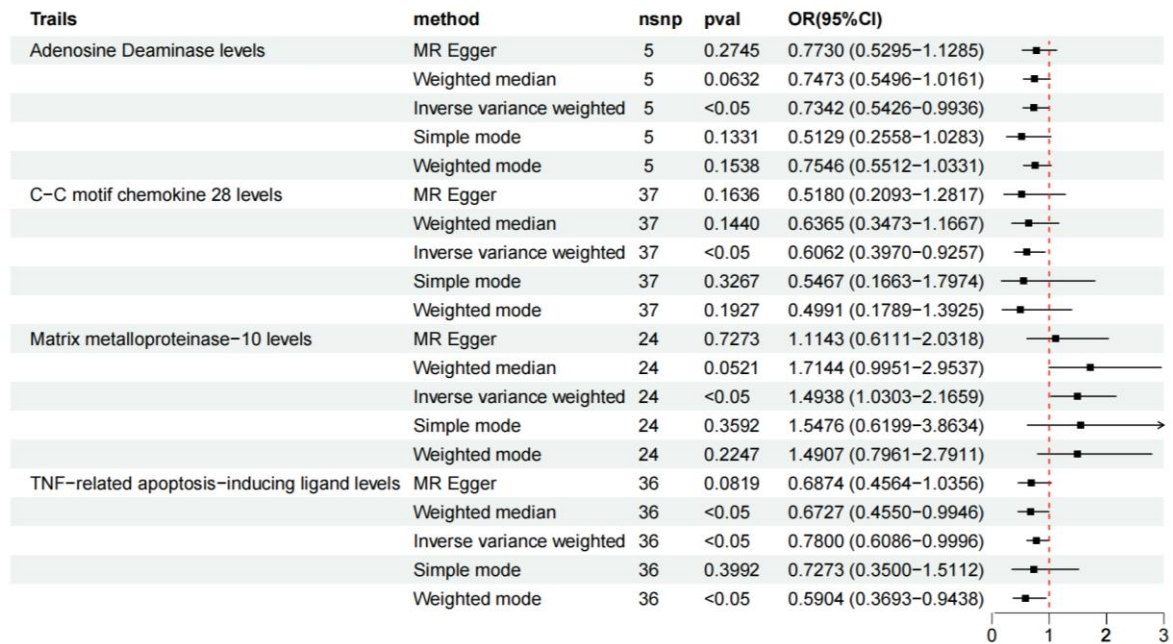 Trails method nsnp pval OR(95%CI)
Adenosine Deaminase levels MR Egger 5 0.2745 0.7730 (0.5295−1.1285)
Weighted median 5 0.0632 0.7473 (0.5496−1.0161)
Inverse variance weighted 5 <0.05 0.7342 (0.5426−0.9936)
Simple mode 5 0.1331 0.5129 (0.2558−1.0283)
Weighted mode 5 0.1538 0.7546 (0.5512−1.0331)
C−C motif chemokine 28 levels MR Egger 37 0.1636 0.5180 (0.2093−1.2817)
Weighted median 37 0.1440 0.6365 (0.3473−1.1667)
Inverse variance weighted 37 <0.05 0.6062 (0.3970−0.9257)
Simple mode 37 0.3267 0.5467 (0.1663−1.7974)
Weighted mode 37 0.1927 0.4991 (0.1789−1.3925)
Matrix metalloproteinase−10 levels MR Egger 24 0.7273 1.1143 (0.6111−2.0318)
Weighted median 24 0.0521 1.7144 (0.9951−2.9537)
Inverse variance weighted 24 <0.05 1.4938 (1.0303−2.1659)
Simple mode 24 0.3592 1.5476 (0.6199−3.8634)
Weighted mode 24 0.2247 1.4907 (0.7961−2.7911)
TNF−related apoptosis−inducing ligand levels MR Egger 36 0.0819 0.6874 (0.4564−1.0356)
Weighted median 36 <0.05 0.6727 (0.4550−0.9946)
Inverse variance weighted 36 <0.05 0.7800 (0.6086−0.9996)
Simple mode 36 0.3992 0.7273 (0.3500−1.5112)
Weighted mode 36 <0.05 0.5904 (0.3693−0.9438)
0 1 2 3